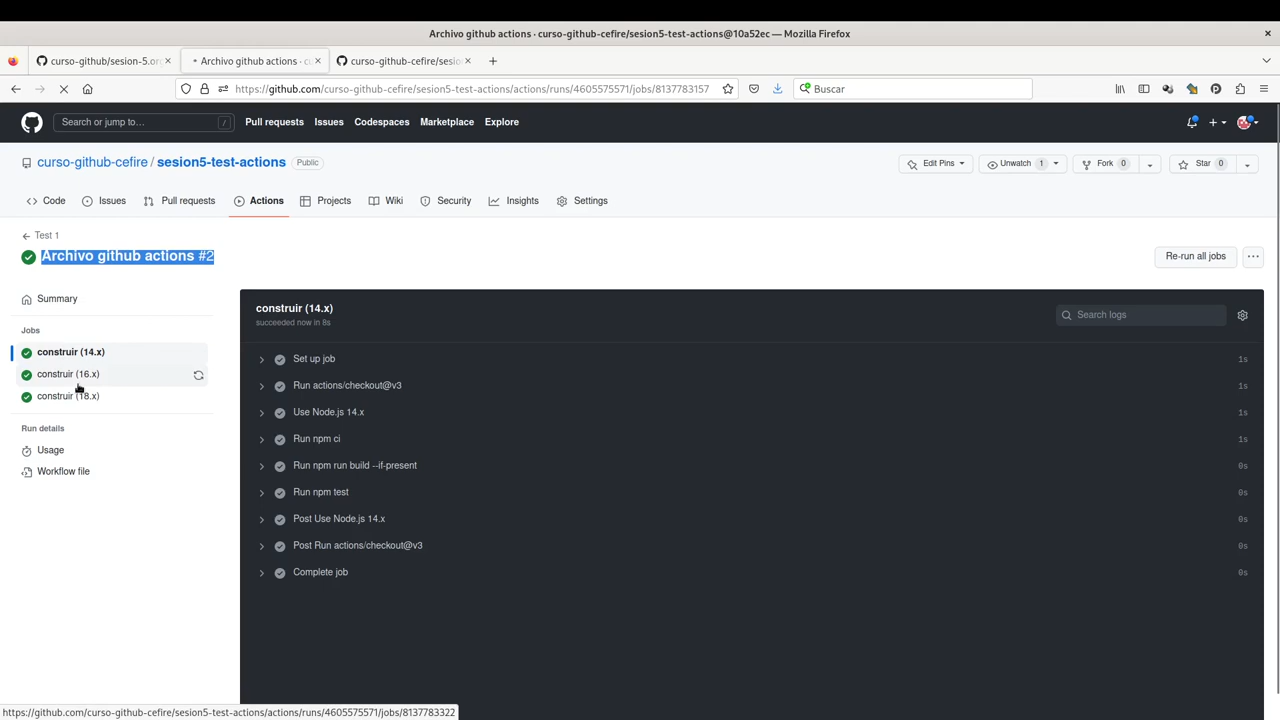 Archivo github actions · curso-github-cefire/sesion5-test-actions@10a52ec — Mozilla Firefox
curso-github/sesion-5.or
Archivo github actions · c
curso-github-cefire/sesio
https://github.com/curso-github-cefire/sesion5-test-actions/actions/runs/4605575571/jobs/8137783157
Buscar
Search or jump to…
/
Pull requests
Issues
Codespaces
Marketplace
Explore
curso-github-cefire / sesion5-test-actions
Public
Edit Pins
Unwatch 1
Fork 0
Star 0
Code
Issues
Pull requests
Actions
Projects
Wiki
Security
Insights
Settings
← Test 1
Archivo github actions #2
Re-run all jobs
...
Summary
Jobs
construir (14.x)
construir (16.x)
construir (18.x)
Run details
Usage
Workflow file
construir (14.x)
succeeded now in 8s
Search logs
Set up job 1s
Run actions/checkout@v3 1s
Use Node.js 14.x 1s
Run npm ci 1s
Run npm run build --if-present 0s
Run npm test 0s
Post Use Node.js 14.x 0s
Post Run actions/checkout@v3 0s
Complete job 0s
https://github.com/curso-github-cefire/sesion5-test-actions/actions/runs/4605575571/jobs/8137783322